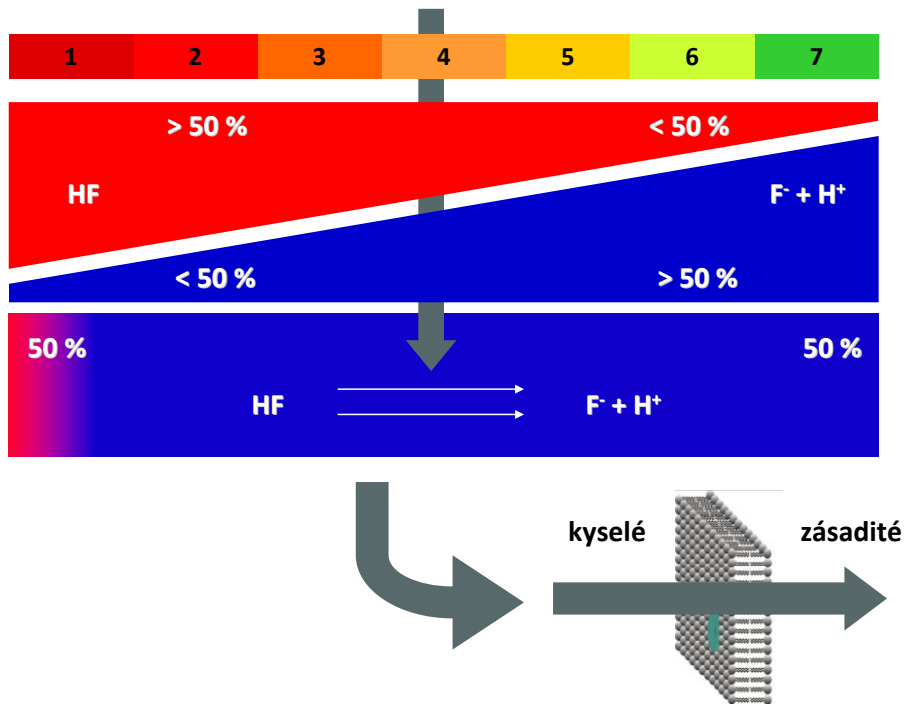 1 2 3 4 5 6 7
> 50 % < 50 %
HF F⁻ + H⁺
< 50 % > 50 %
50 % 50 %
HF F⁻ + H⁺
kyselé zásadité